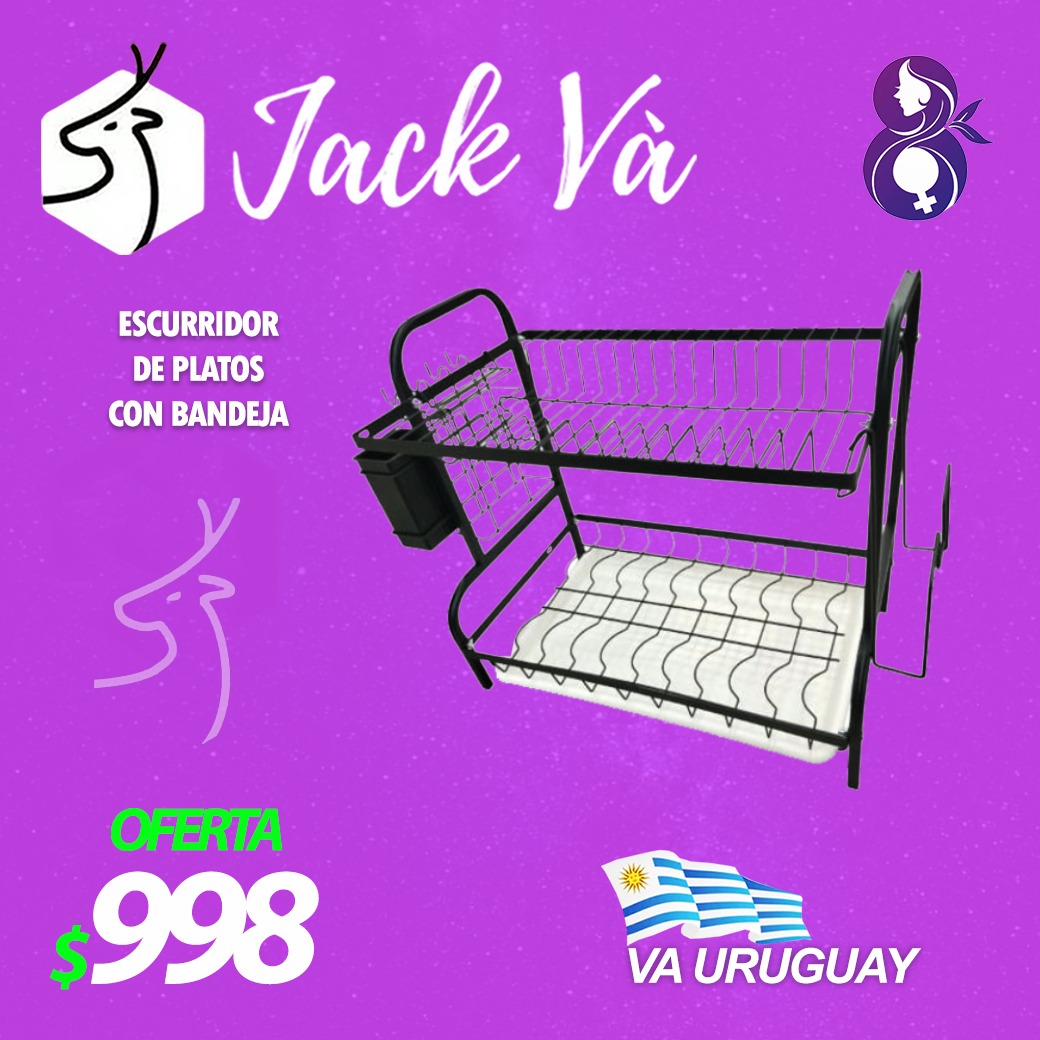 Jack Và
ESCURRIDOR
DE PLATOS
CON BANDEJA
OFERTA
$998
VA URUGUAY